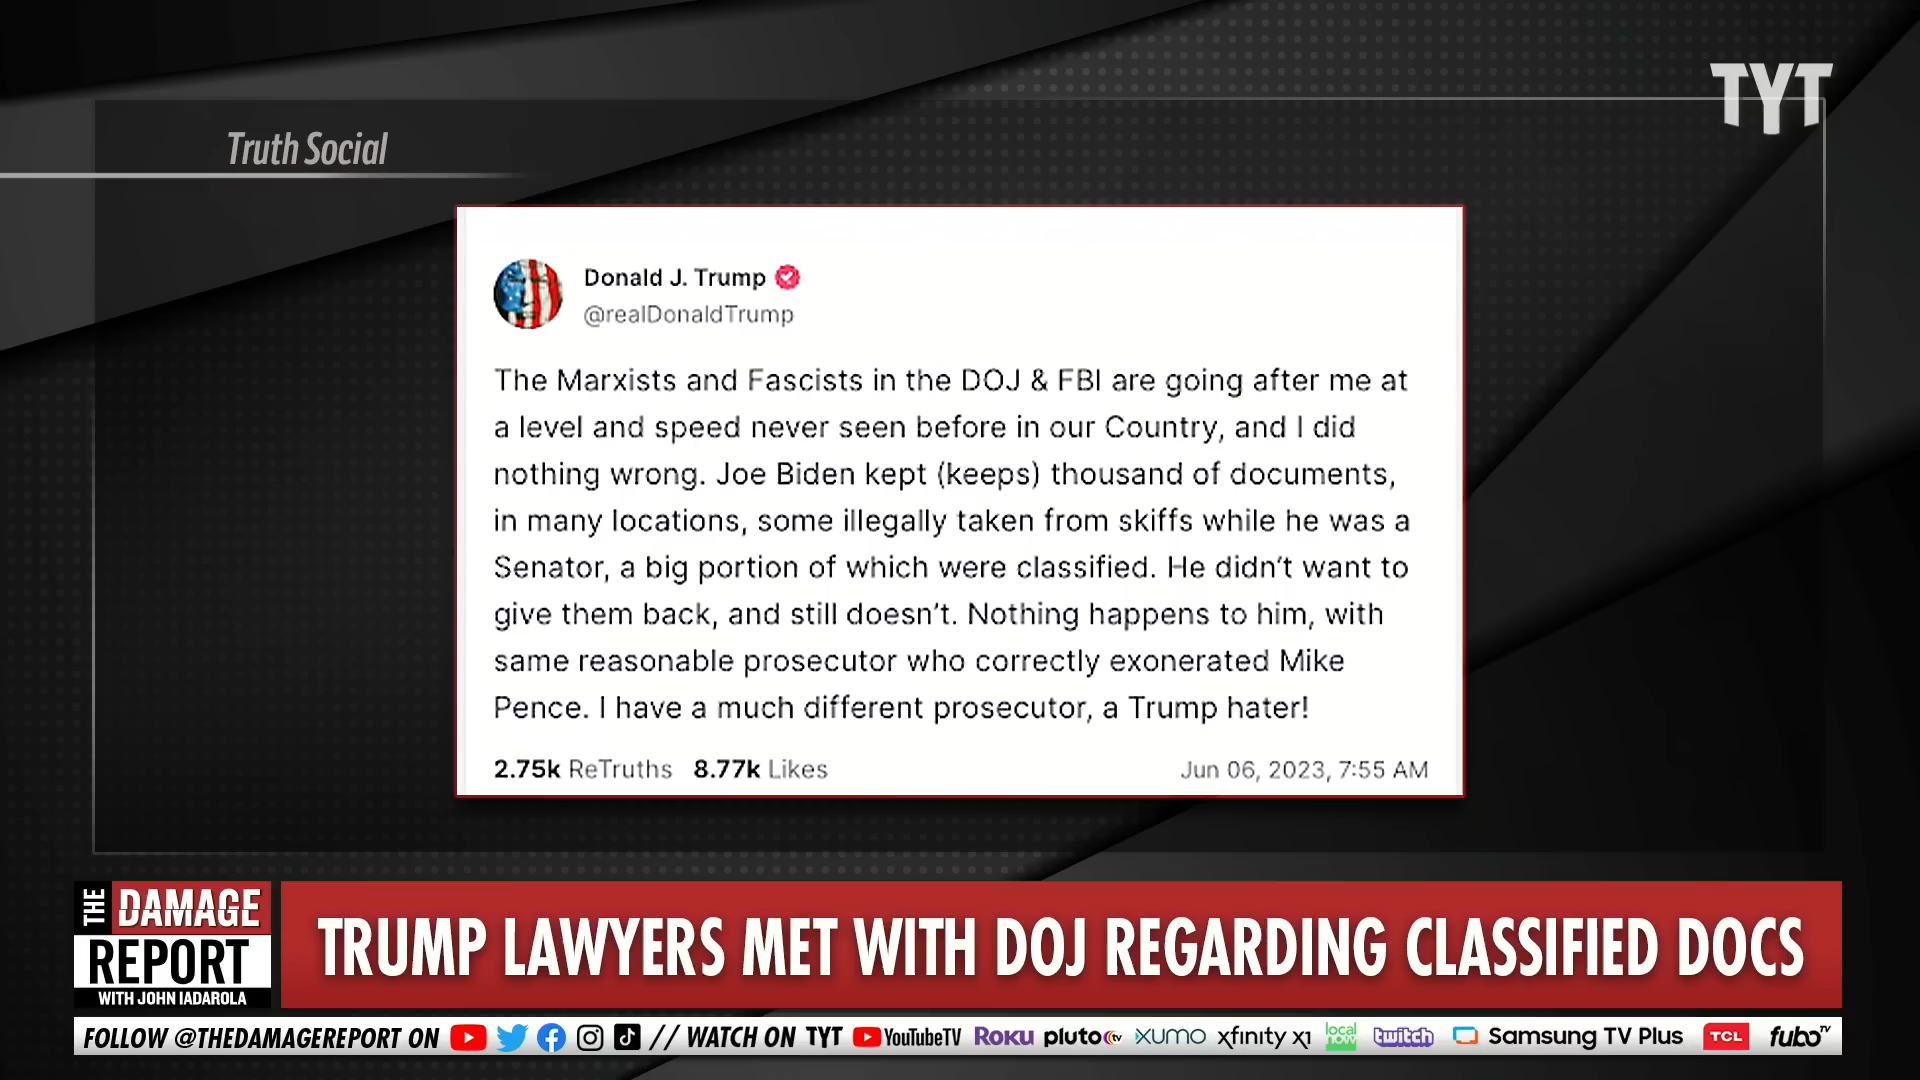 TYT
Truth Social
Donald J. Trump
@realDonaldTrump
The Marxists and Fascists in the DOJ & FBI are going after me at
a level and speed never seen before in our Country, and I did
nothing wrong. Joe Biden kept (keeps) thousand of documents,
in many locations, some illegally taken from skiffs while he was a
Senator, a big portion of which were classified. He didn't want to
give them back, and still doesn't. Nothing happens to him, with
same reasonable prosecutor who correctly exonerated Mike
Pence. I have a much different prosecutor, a Trump hater!
2.75k ReTruths 8.77k Likes
Jun 06, 2023, 7:55 AM
THE DAMAGE
REPORT
WITH JOHN IADAROLA
TRUMP LAWYERS MET WITH DOJ REGARDING CLASSIFIED DOCS
FOLLOW @THEDAMAGEREPORT ON // WATCH ON TYT YouTubeTV ROKU pluto tv XUMO xfinity x1 local now twitch Samsung TV Plus TCL fubo TV